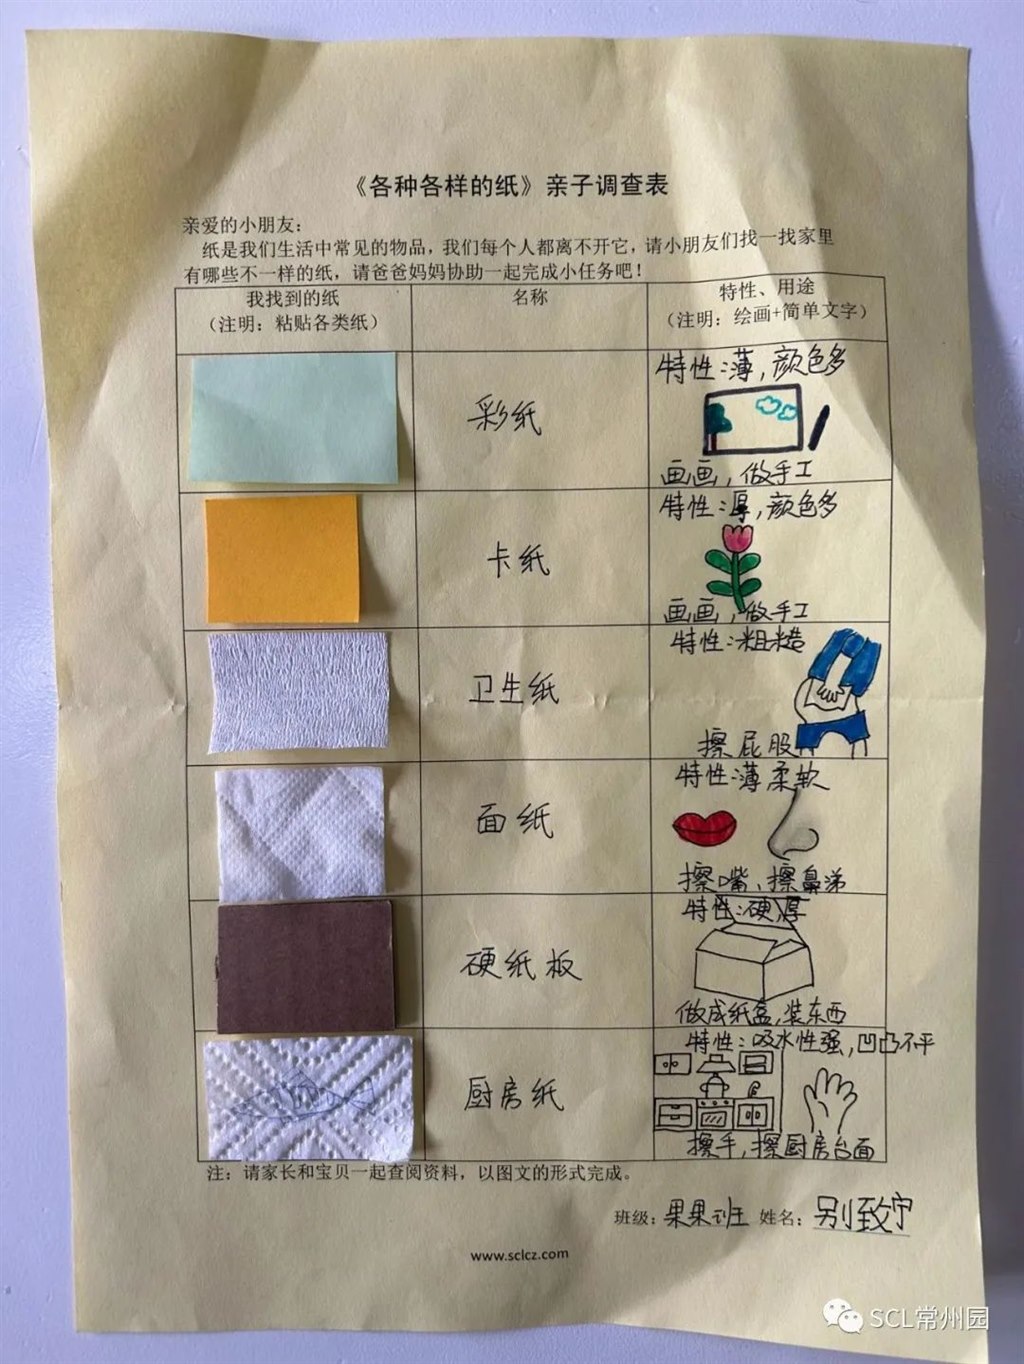 《各种各样的纸》亲子调查表
亲爱的小朋友：
纸是我们生活中常见的物品，我们每个人都离不开它，请小朋友们找一找家里
有哪些不一样的纸，请爸爸妈妈协助一起完成小任务吧！
我找到的纸
（注明：粘贴各类纸）
名称
特性、用途
（注明：绘画+简单文字）
彩纸
特性：薄，颜色多
画画，做手工
卡纸
特性：厚，颜色多
画画，做手工
卫生纸
特性：粗糙
擦屁股
面纸
特性：薄柔软
擦嘴、擦鼻涕
硬纸板
特性：硬厚
做成纸盒，装东西
厨房纸
特性：吸水性强，凹凸不平
擦手，擦厨房台面
注：请家长和宝贝一起查阅资料，以图文的形式完成。
班级：果果班 姓名：别致宁
www.sclcz.com
SCL常州园